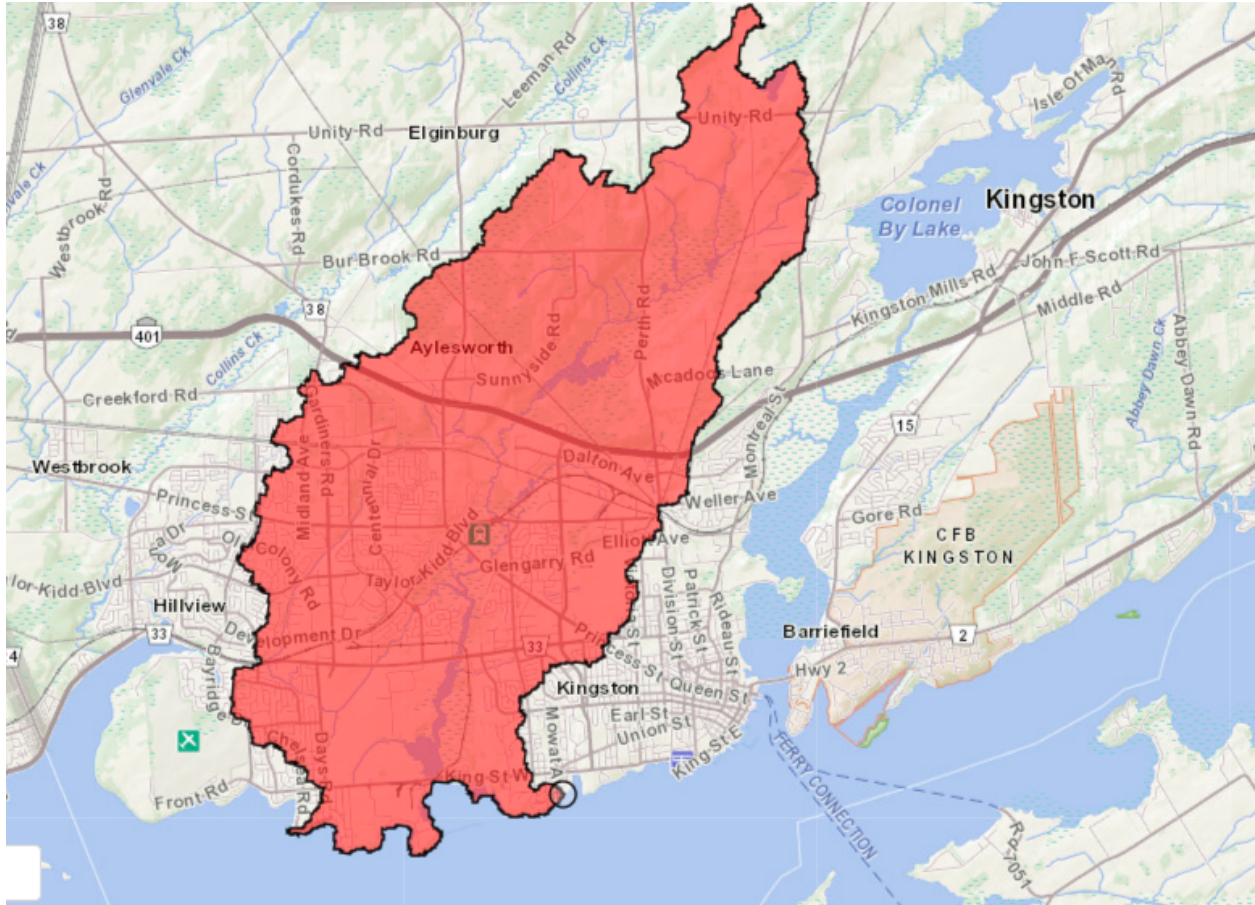 38
Glenvale Ck
Leeman Rd
Collins Ck
Isle Of Man Rd
Unity Rd
Elginburg
Unity Rd
Cordukes Rd
Westbrook Rd
Kingston
Colonel
By Lake
Bur Brook Rd
John F Scott Rd
Kingston Mills Rd
Middle Rd
38
401
Aylesworth
Sunnyside Rd
Perth Rd
Abbey Dawn Ck
Abbey Dawn Rd
Collins Ck
Mcadoos Lane
Creekford Rd
Gardiners Rd
Montreal St
15
Midland Ave
Centennial Dr
Westbrook
Dalton Ave
Princess St
Weller Ave
Gore Rd
CFB
KINGSTON
Old Colony Rd
Elliott Ave
Taylor-Kidd Blvd
Glengarry Rd
Hillview
33
Division St
Patrick St
Rideau St
Development Dr
33
Princess St
Barriefield
2
4
Bayridge
Queen St
Hwy 2
Kingston
Earl St
Union St
Mowat A
King St E
FERRY CONNECTION
Chelsea Rd
Days Rd
King St W
Front Rd